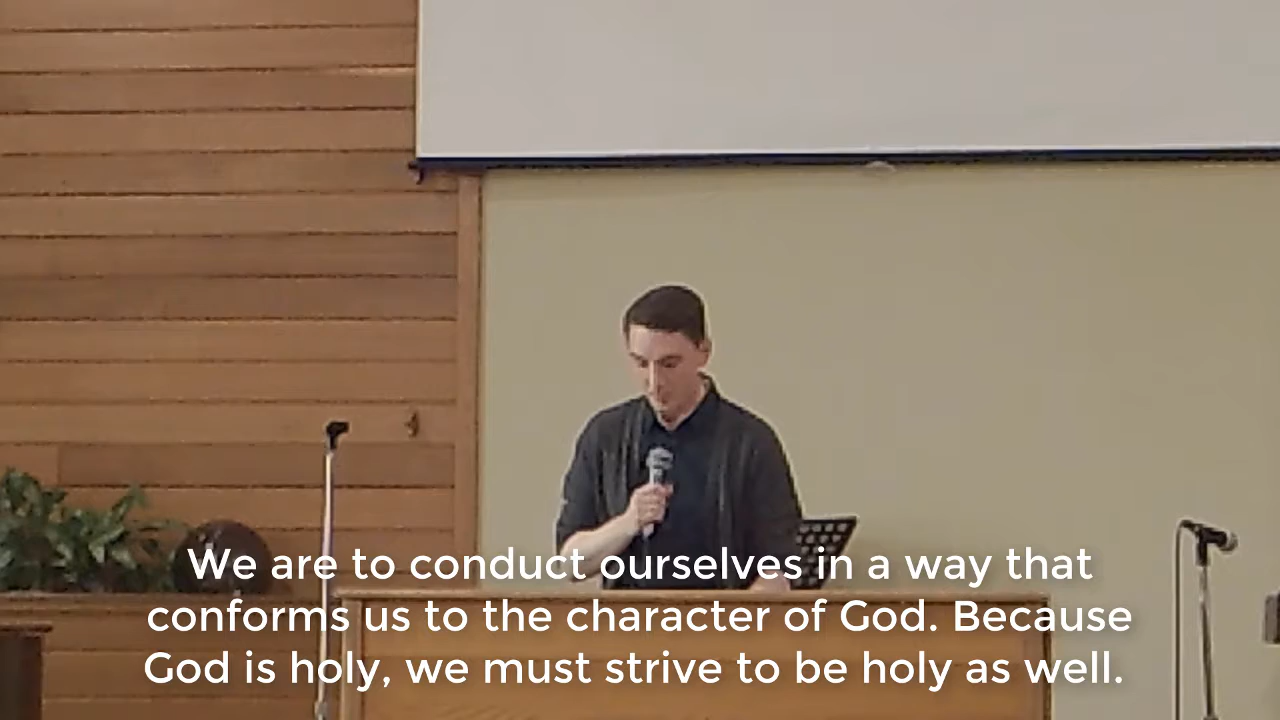 We are to conduct ourselves in a way that
conforms us to the character of God. Because
God is holy, we must strive to be holy as well.